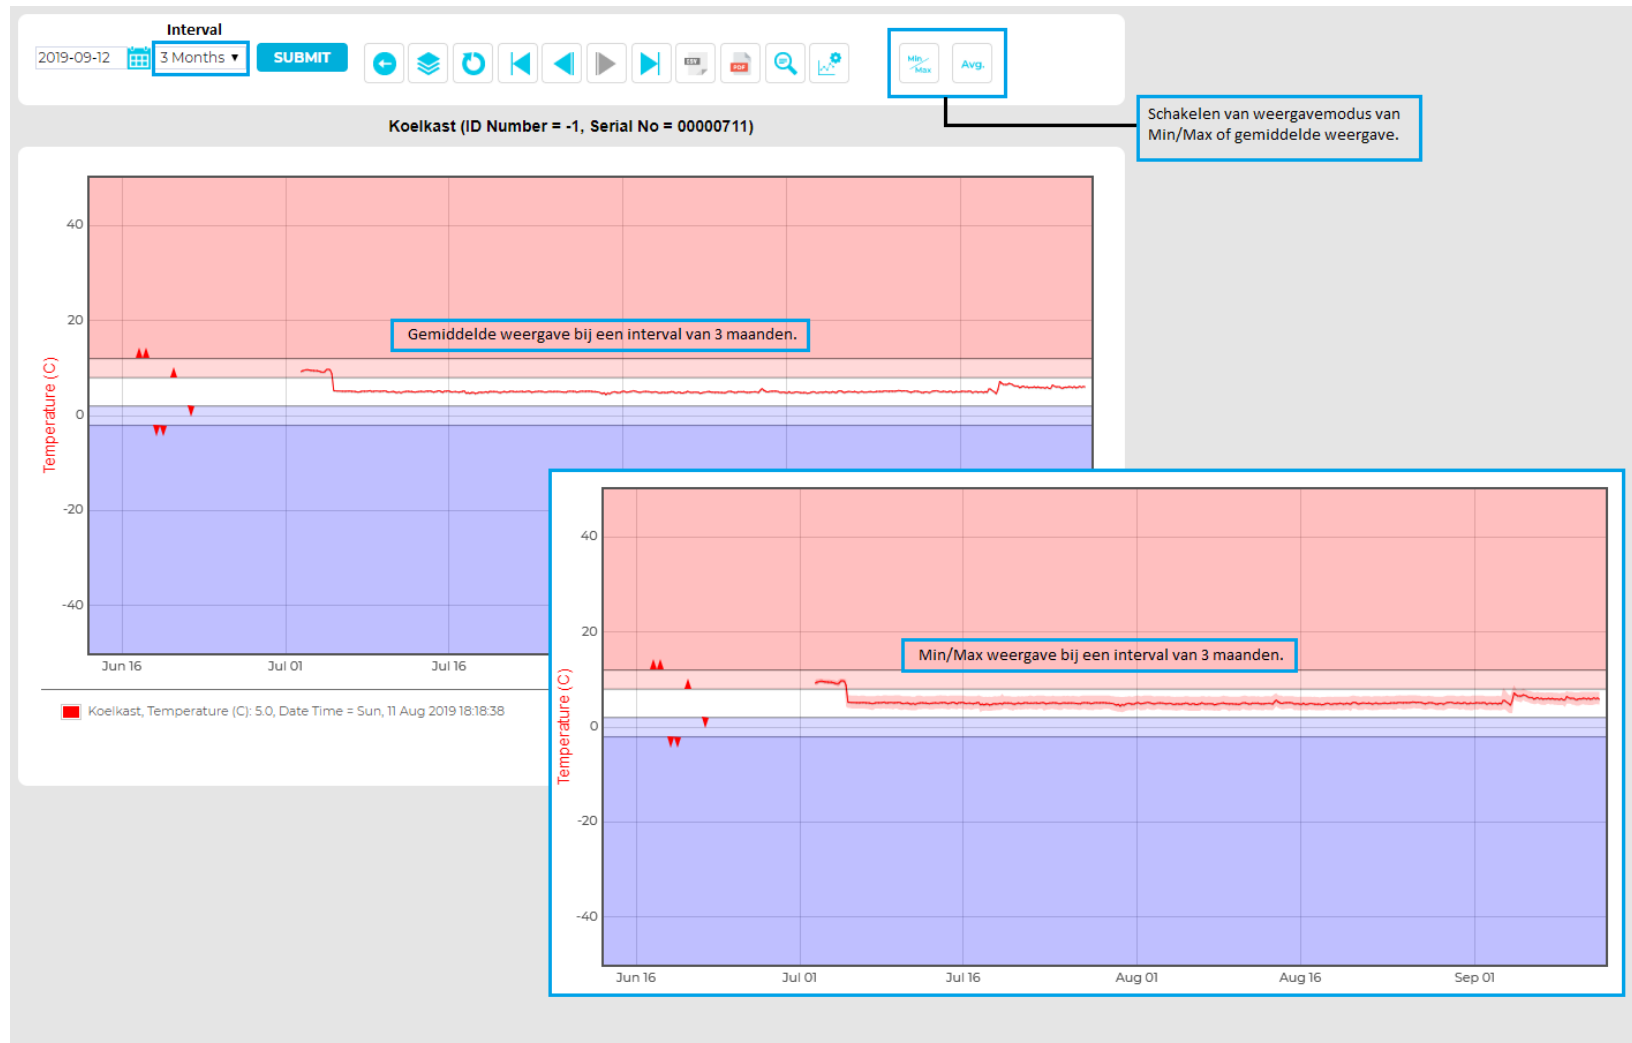 Interval
2019-09-12
3 Months
SUBMIT
CSV
PDF
Min/Max
Avg.
Schakelen van weergavemodus van
Min/Max of gemiddelde weergave.
Koelkast (ID Number = -1, Serial No = 00000711)
40
20
0
-20
-40
Temperature (C)
Gemiddelde weergave bij een interval van 3 maanden.
Jun 16
Jul 01
Jul 16
Koelkast, Temperature (C): 5.0, Date Time = Sun, 11 Aug 2019 18:18:38
40
20
0
-20
-40
Temperature (C)
Min/Max weergave bij een interval van 3 maanden.
Jun 16
Jul 01
Jul 16
Aug 01
Aug 16
Sep 01